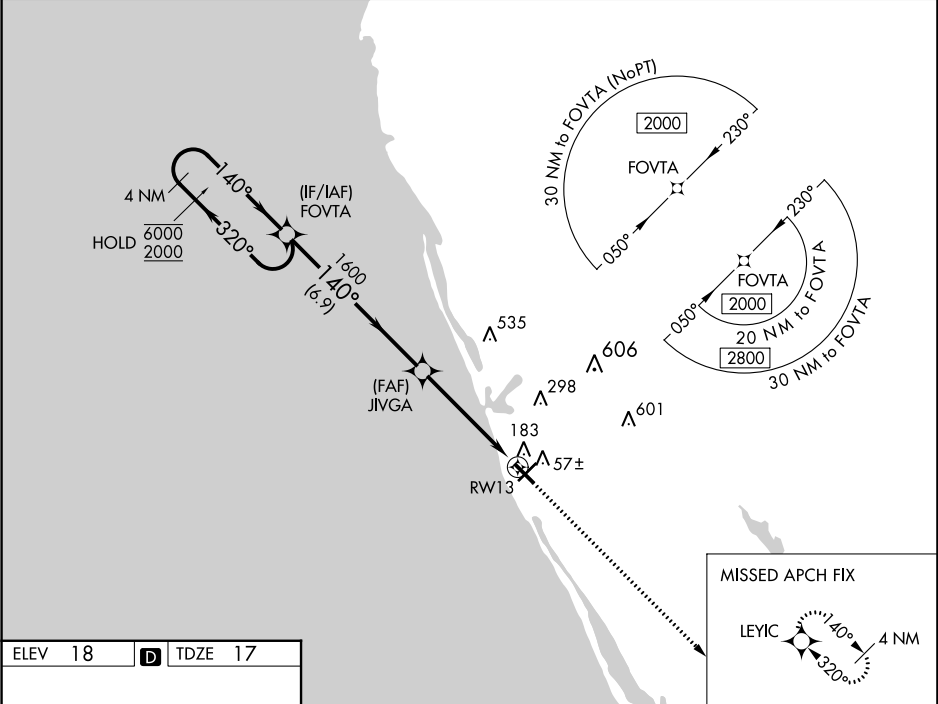 30 NM to FOVTA (NoPT)
2000
230°
FOVTA
050°
230°
FOVTA
2000
050°
20 NM to FOVTA
2800
30 NM to FOVTA
140°
4 NM
(IF/IAF)
FOVTA
HOLD
6000
2000
320°
1600
140°
(6.9)
535
606
(FAF)
JIVGA
298
601
183
57±
RW13
MISSED APCH FIX
LEYIC
140°
4 NM
320°
ELEV 18 D TDZE 17